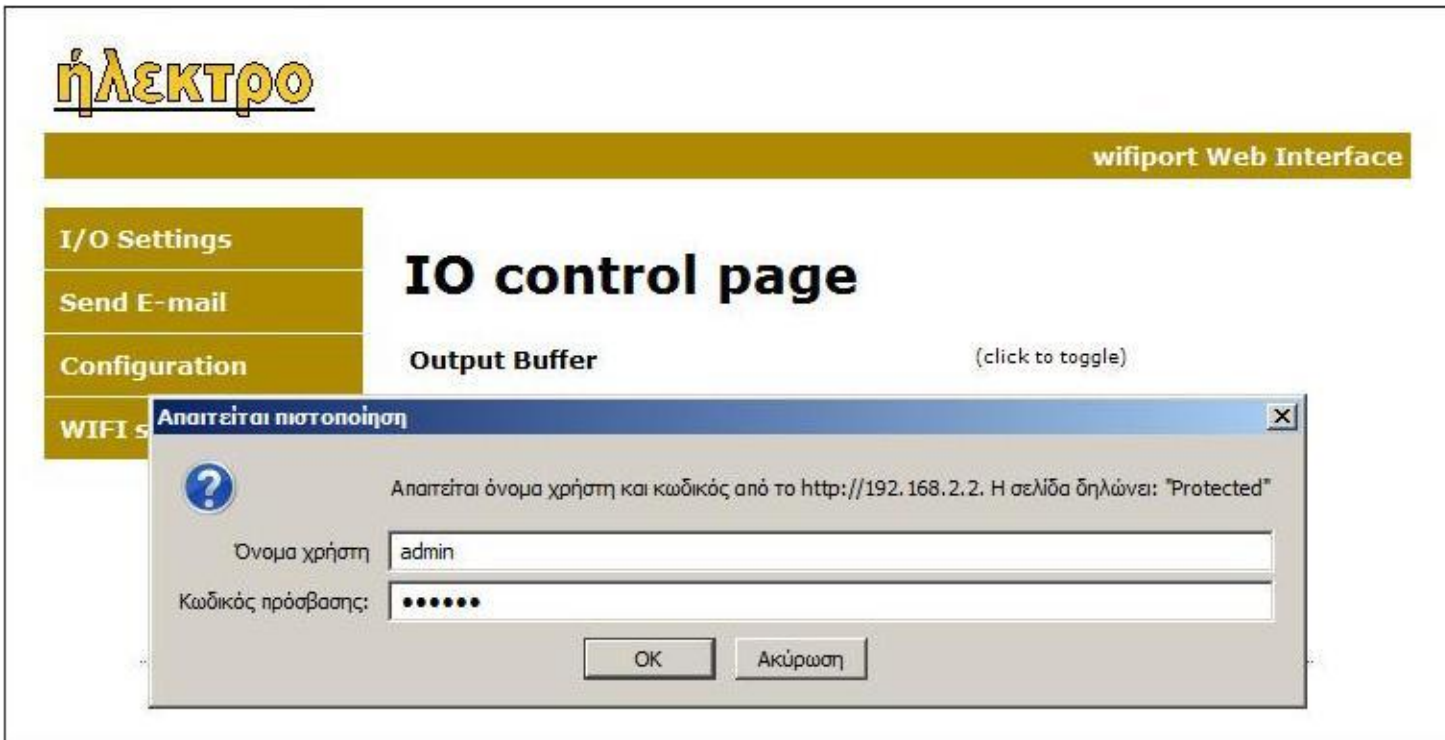 ήλεκτρο
wifiport Web Interface
I/O Settings
Send E-mail
Configuration
WIFI s
IO control page
Output Buffer
(click to toggle)
Απαιτείται πιστοποίηση
Απαιτείται όνομα χρήστη και κωδικός από το http://192.168.2.2. Η σελίδα δηλώνει: "Protected"
Όνομα χρήστη
admin
Κωδικός πρόσβασης:
••••••
OK
Ακύρωση